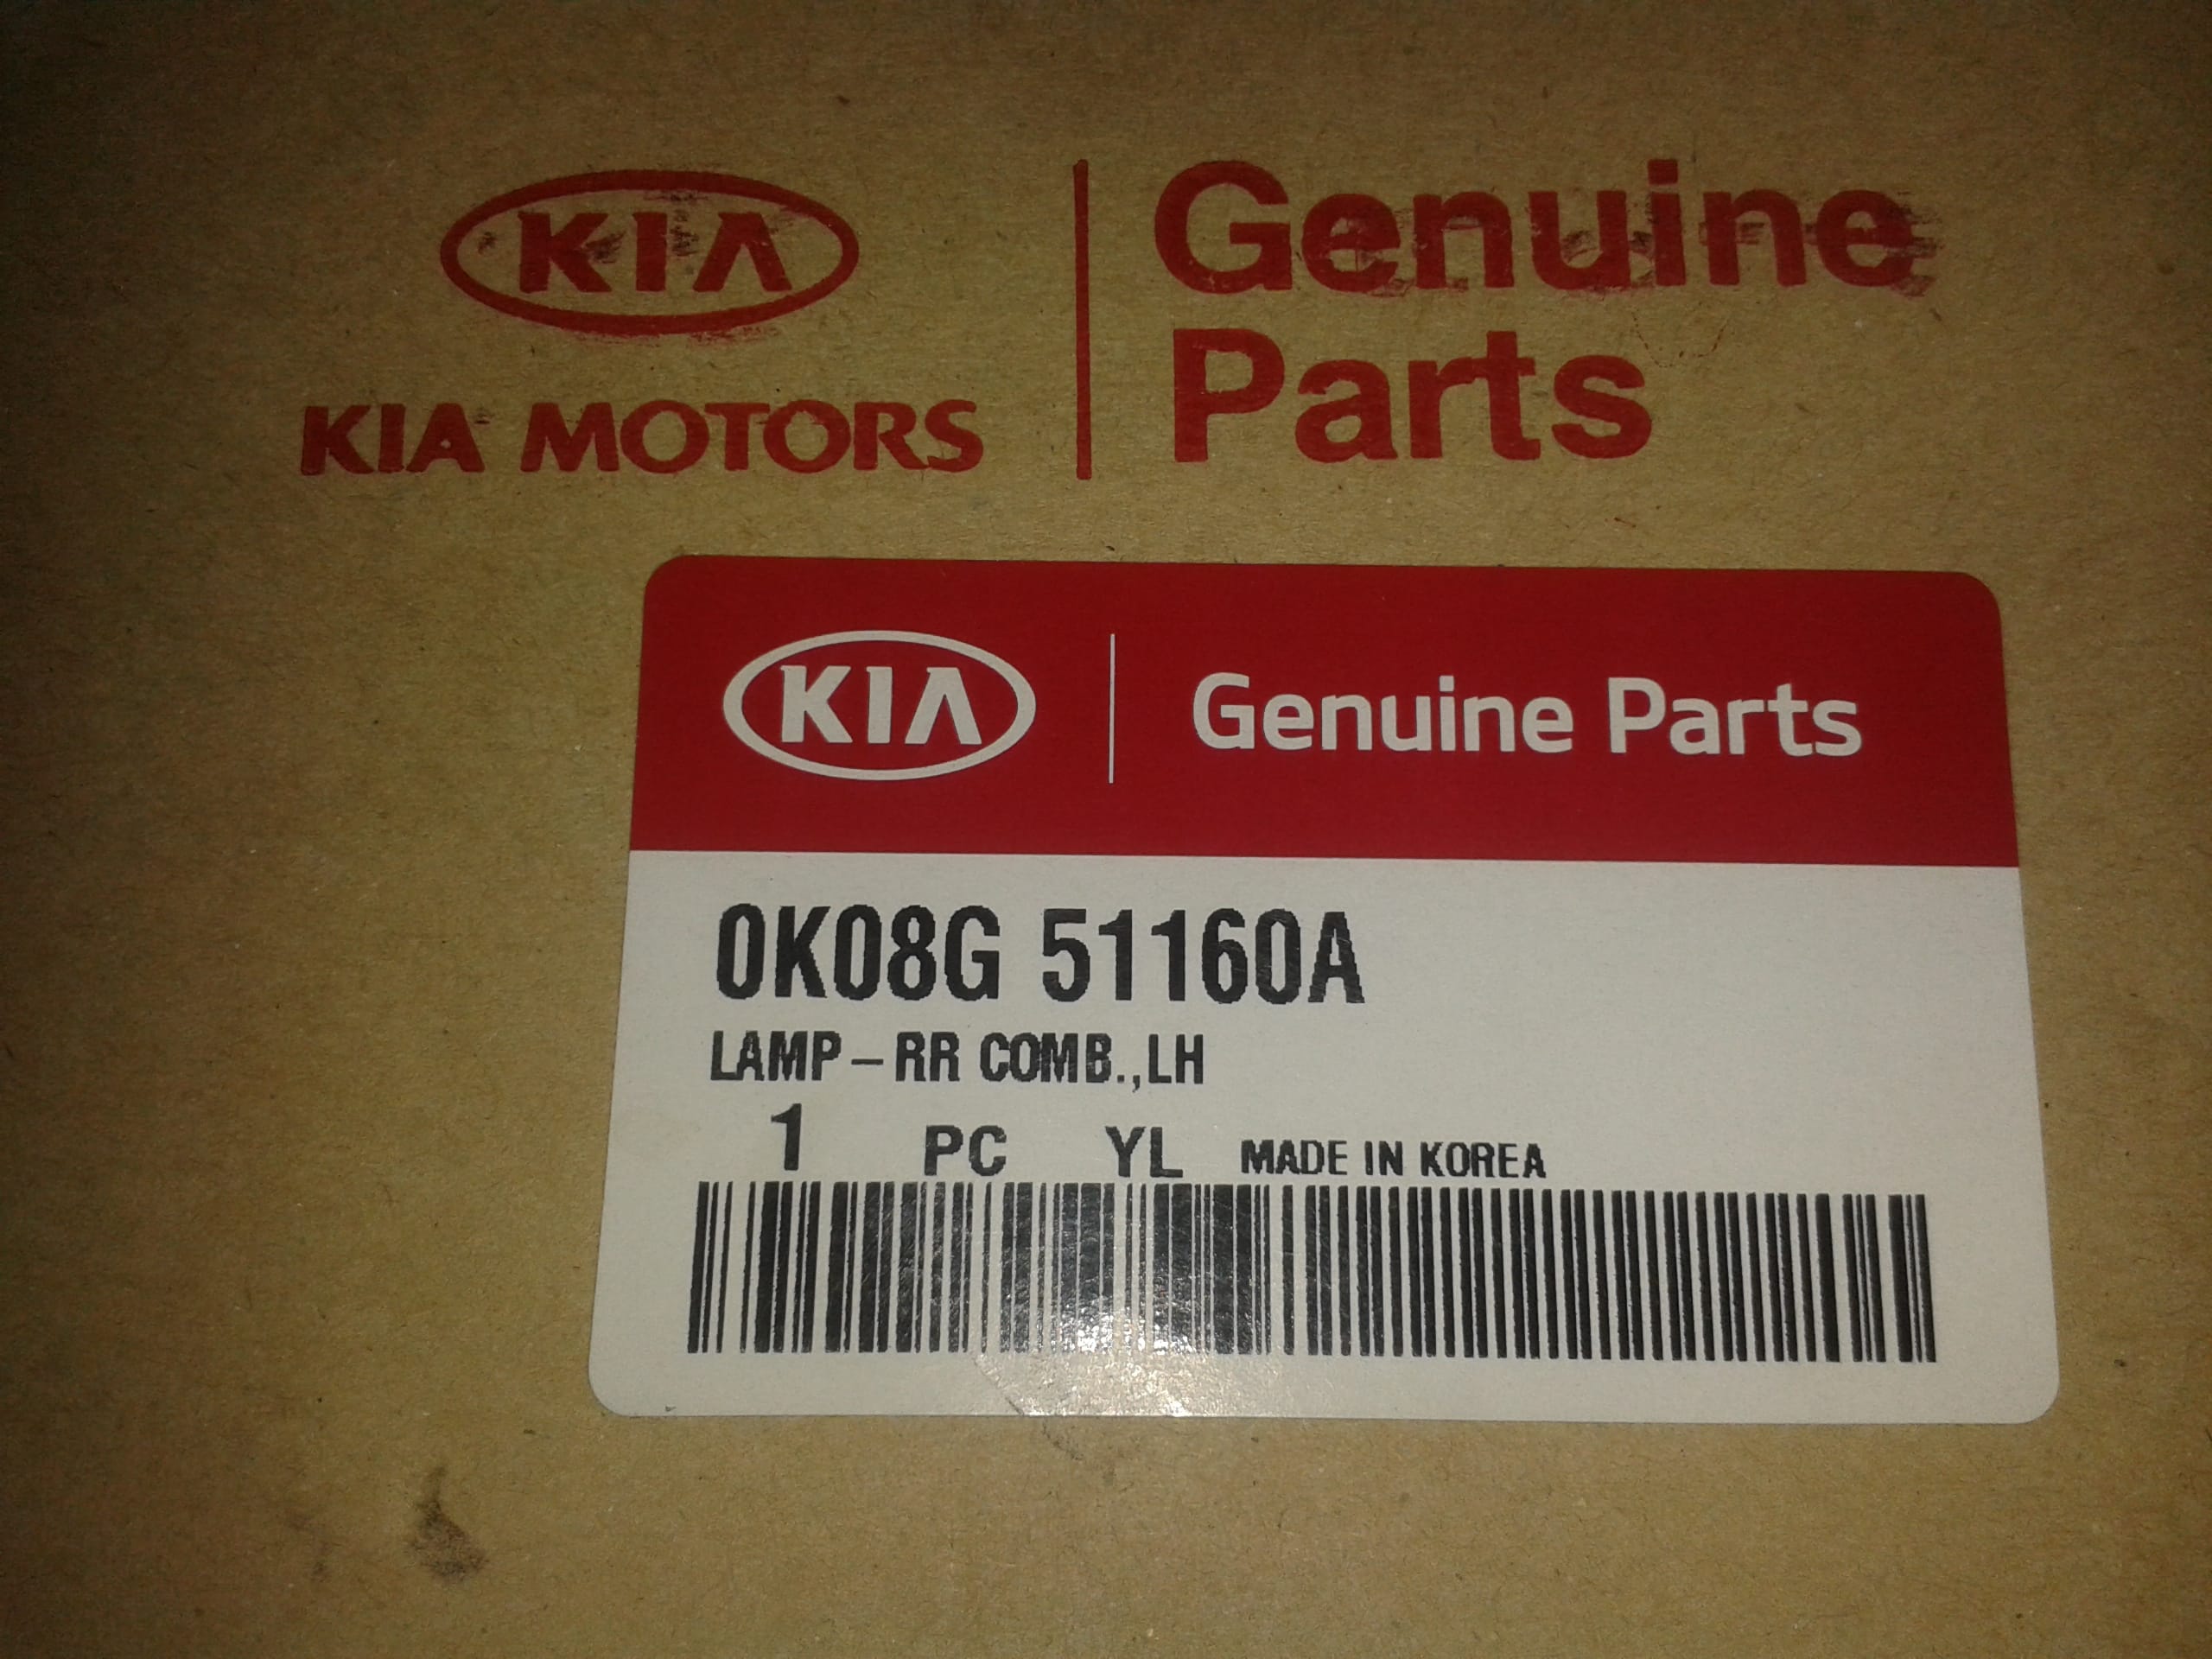 KIA
KIA MOTORS
Genuine
Parts
KIA Genuine Parts
0K08G 51160A
LAMP-RR COMB.,LH
1 PC YL MADE IN KOREA